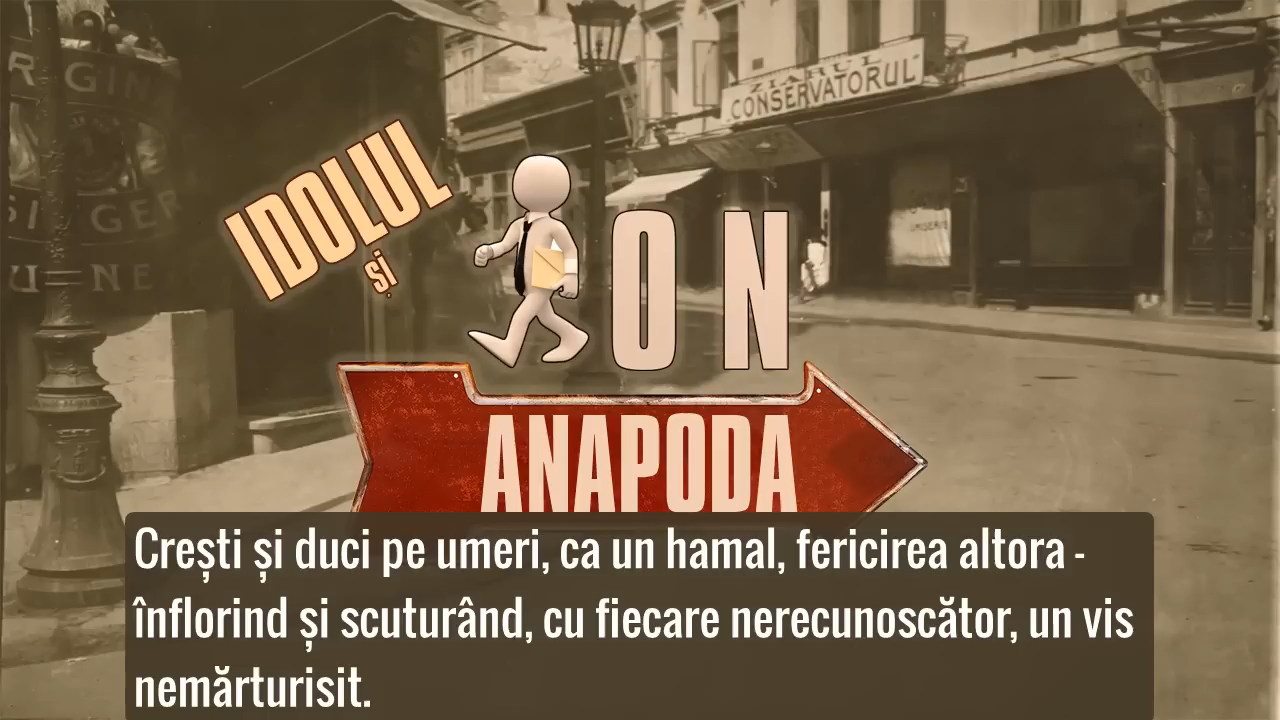 ZIARUL
"CONSERVATORUL"
IDOLUL
și
ION
ANAPODA
Crești și duci pe umeri, ca un hamal, fericirea altora -
înflorind și scuturând, cu fiecare nerecunoscător, un vis
nemărturisit.